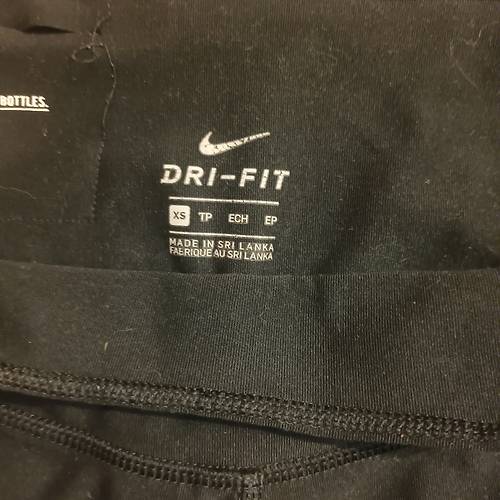 BOTTLES.
DRI-FIT
XS TP ECH EP
MADE IN SRI LANKA
FABRIQUE AU SRI LANKA